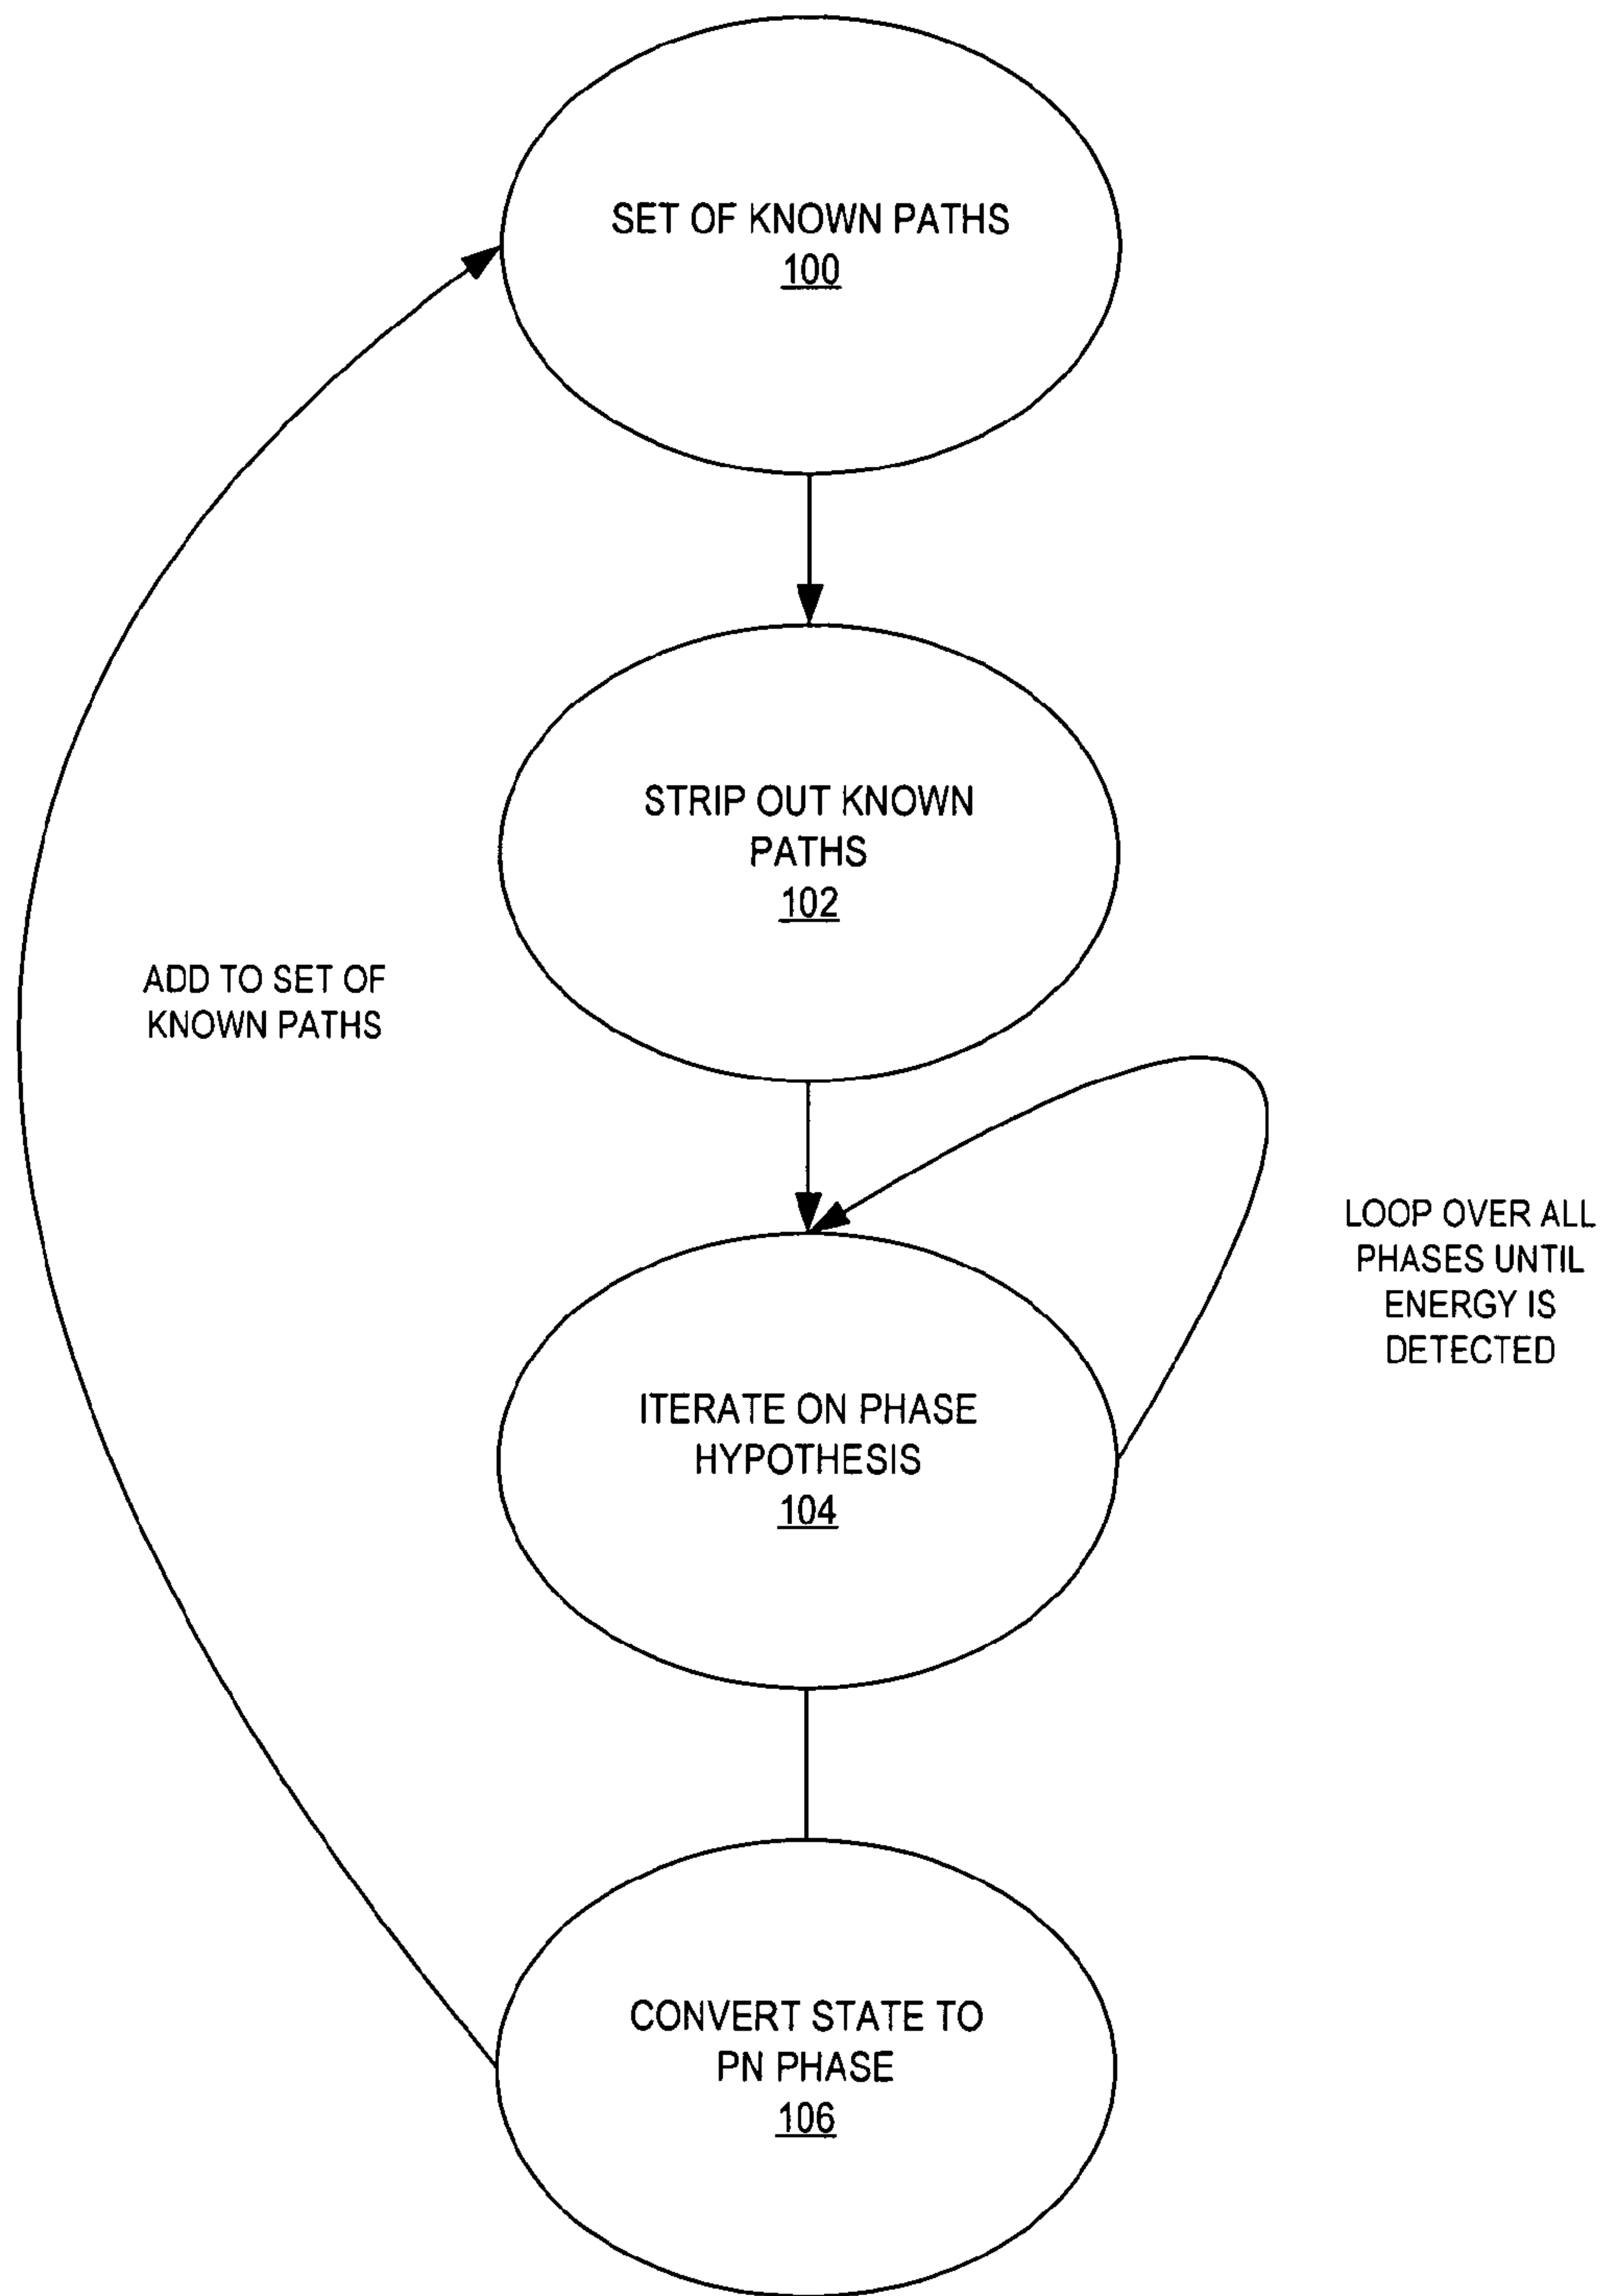 SET OF KNOWN PATHS
100
STRIP OUT KNOWN
PATHS
102
ADD TO SET OF
KNOWN PATHS
LOOP OVER ALL
PHASES UNTIL
ENERGY IS
DETECTED
ITERATE ON PHASE
HYPOTHESIS
104
CONVERT STATE TO
PN PHASE
106